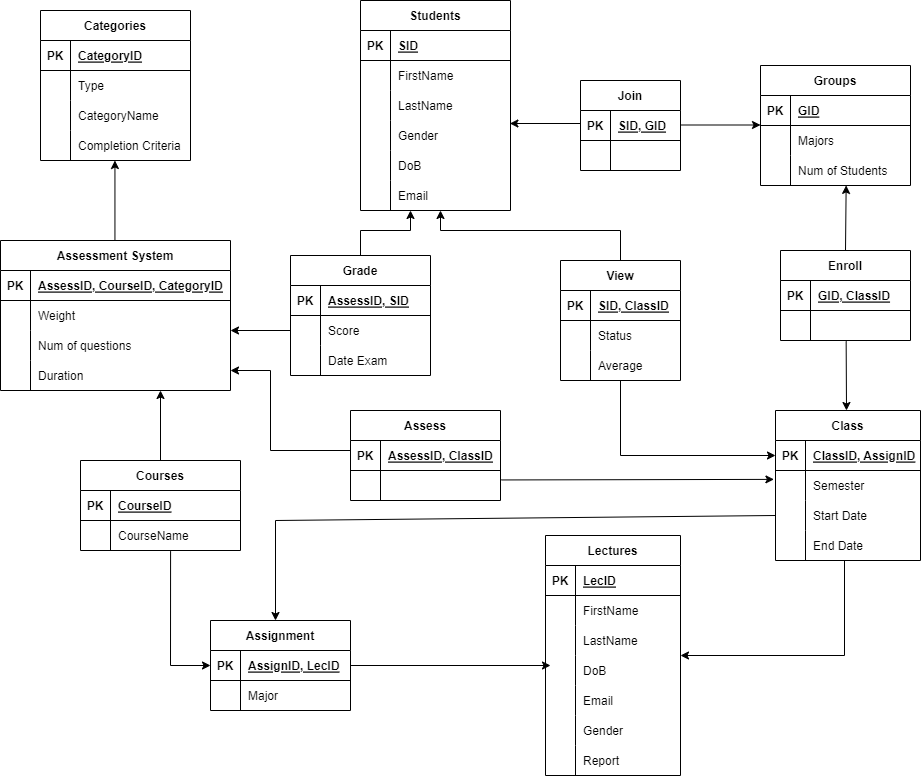 Categories
PK CategoryID
Type
CategoryName
Completion Criteria
Students
PK SID
FirstName
LastName
Gender
DoB
Email
Join
PK SID, GID
Groups
PK GID
Majors
Num of Students
Assessment System
PK AssessID, CourseID, CategoryID
Weight
Num of questions
Duration
Grade
PK AssessID, SID
Score
Date Exam
View
PK SID, ClassID
Status
Average
Enroll
PK GID, ClassID
Assess
PK AssessID, ClassID
Class
PK ClassID, AssignID
Semester
Start Date
End Date
Courses
PK CourseID
CourseName
Lectures
PK LecID
FirstName
LastName
DoB
Email
Gender
Report
Assignment
PK AssignID, LecID
Major